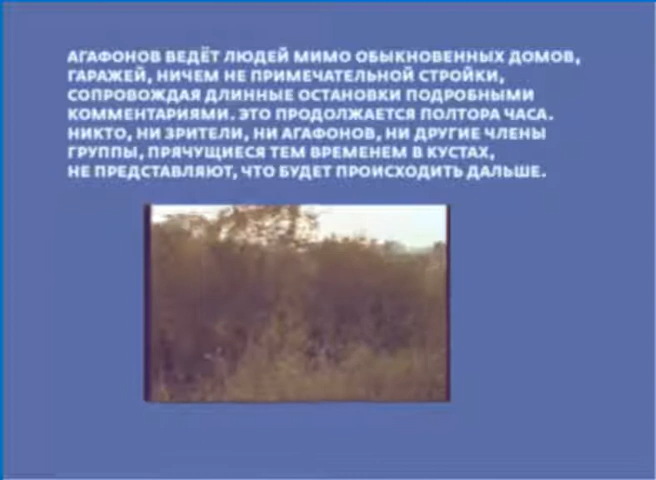 АГАФОНОВ ВЕДЁТ ЛЮДЕЙ МИМО ОБЫКНОВЕННЫХ ДОМОВ,
ГАРАЖЕЙ, НИЧЕМ НЕ ПРИМЕЧАТЕЛЬНОЙ СТРОЙКИ,
СОПРОВОЖДАЯ ДЛИННЫЕ ОСТАНОВКИ ПОДРОБНЫМИ
КОММЕНТАРИЯМИ. ЭТО ПРОДОЛЖАЕТСЯ ПОЛТОРА ЧАСА.
НИКТО, НИ ЗРИТЕЛИ, НИ АГАФОНОВ, НИ ДРУГИЕ ЧЛЕНЫ
ГРУППЫ, ПРЯЧУЩИЕСЯ ТЕМ ВРЕМЕНЕМ В КУСТАХ,
НЕ ПРЕДСТАВЛЯЮТ, ЧТО БУДЕТ ПРОИСХОДИТЬ ДАЛЬШЕ.